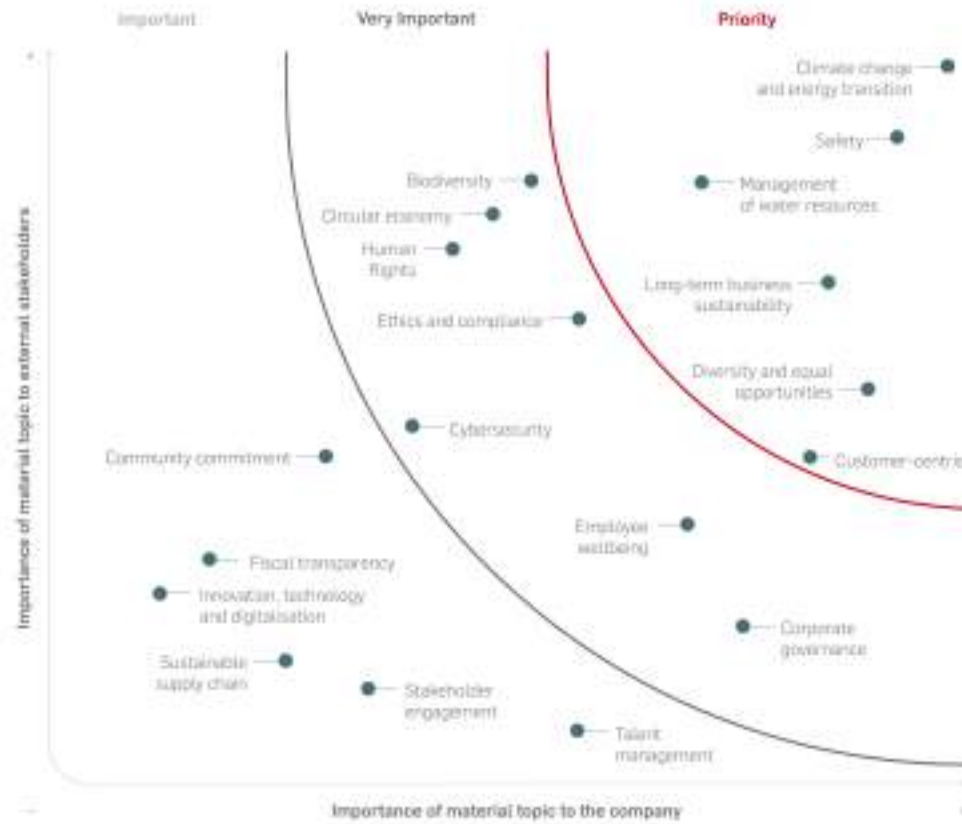 Important
Very Important
Priority
Climate change
and energy transition
Safety
Biodiversity
Management
of water resources
Circular economy
Human
Rights
Long-term business
sustainability
Ethics and compliance
Diversity and equal
opportunities
Cybersecurity
Community commitment
Customer-centric
Employee
wellbeing
Fiscal transparency
Innovation, technology
and digitalisation
Corporate
governance
Sustainable
supply chain
Stakeholder
engagement
Talent
management
Importance of material topic to external stakeholders
Importance of material topic to the company